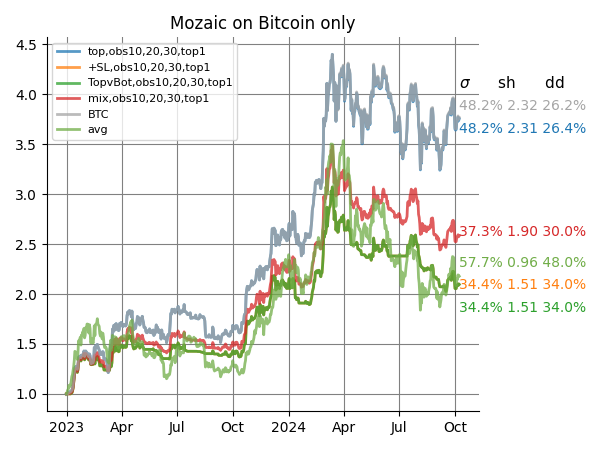 Mozaic on Bitcoin only
4.5
4.0
3.5
3.0
2.5
2.0
1.5
1.0
top,obs10,20,30,top1
+SL,obs10,20,30,top1
TopvBot,obs10,20,30,top1
mix,obs10,20,30,top1
BTC
avg
σ sh dd
48.2% 2.32 26.2%
48.2% 2.31 26.4%
37.3% 1.90 30.0%
57.7% 0.96 48.0%
34.4% 1.51 34.0%
34.4% 1.51 34.0%
2023 Apr Jul Oct 2024 Apr Jul Oct